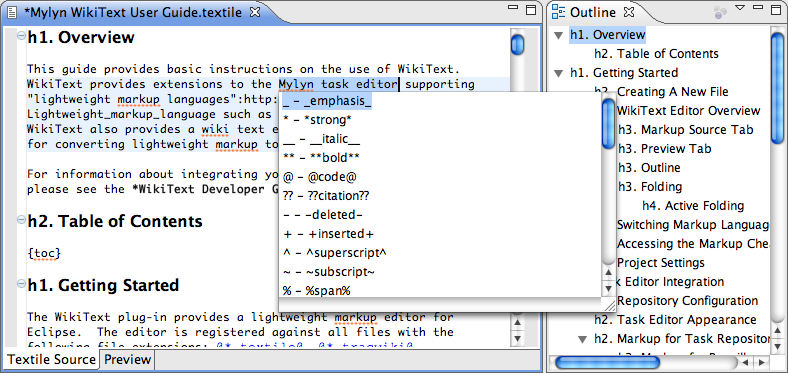 *Mylyn WikiText User Guide.textile
h1. Overview
This guide provides basic instructions on the use of WikiText.
WikiText provides extensions to the Mylyn task editor supporting
"lightweight markup languages":http:
Lightweight_markup_language such as
WikiText also provides a wiki text e
for converting lightweight markup to
For information about integrating yo
please see the *WikiText Developer G
h2. Table of Contents
{toc}
h1. Getting Started
The WikiText plug-in provides a lightweight markup editor for
Eclipse.  The editor is registered against all files with the
following file extensions: @*.textile@, @*.tracwiki@,
Textile Source
Preview
_ - _emphasis_
* - *strong*
__ - __italic__
** - **bold**
@ - @code@
?? - ??citation??
- - -deleted-
+ - +inserted+
^ - ^superscript^
~ - ~subscript~
% - %span%
Outline
h1. Overview
h2. Table of Contents
h1. Getting Started
h2. Creating A New File
WikiText Editor Overview
h3. Markup Source Tab
h3. Preview Tab
h3. Outline
h3. Folding
h4. Active Folding
Switching Markup Languag
Accessing the Markup Che
Project Settings
k Editor Integration
Repository Configuration
h2. Task Editor Appearance
h2. Markup for Task Repositor